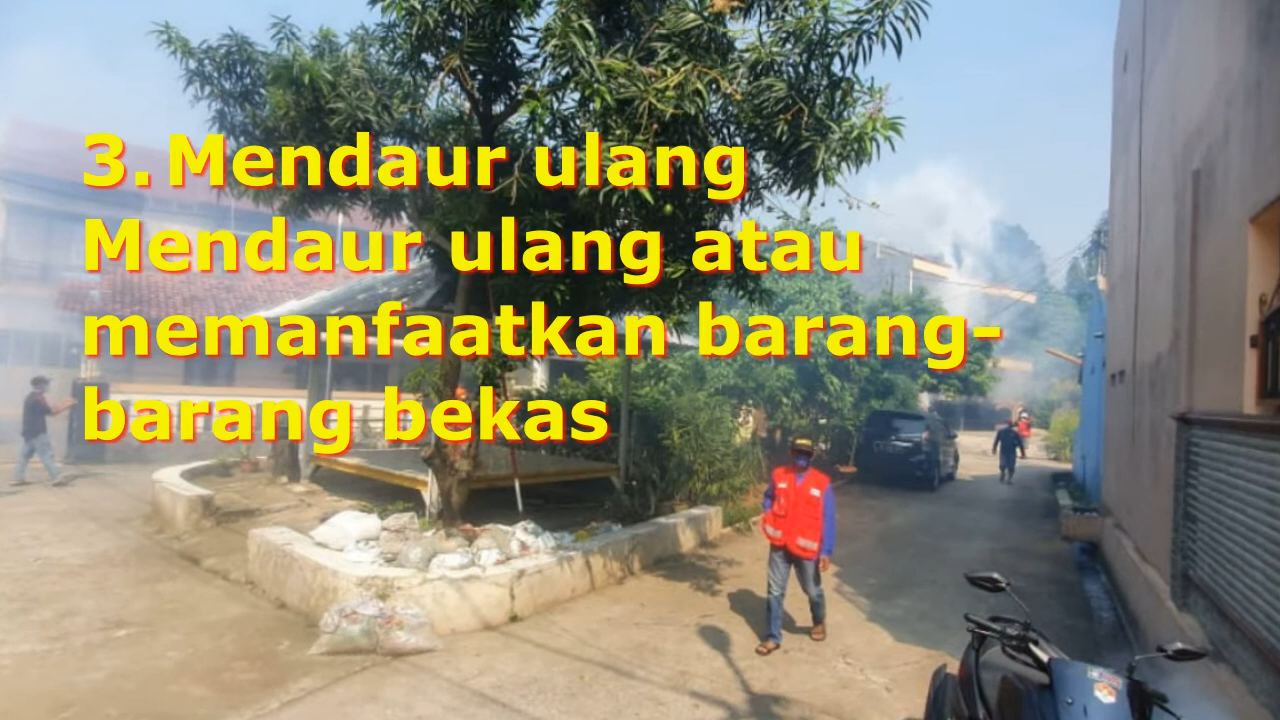 3. Mendaur ulang
Mendaur ulang atau
memanfaatkan barang-
barang bekas